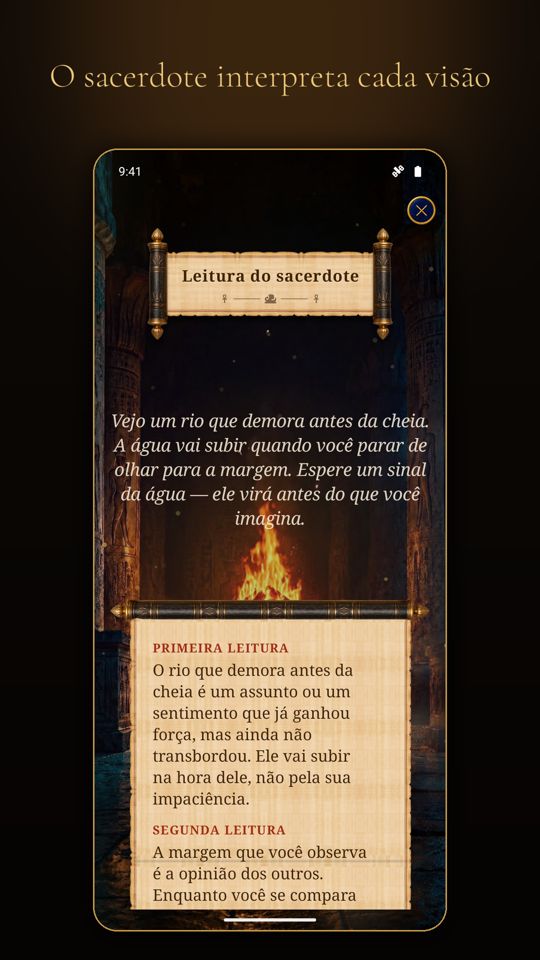 O sacerdote interpreta cada visão
9:41
Leitura do sacerdote
Vejo um rio que demora antes da cheia.
A água vai subir quando você parar de
olhar para a margem. Espere um sinal
da água — ele virá antes do que você
imagina.
PRIMEIRA LEITURA
O rio que demora antes da
cheia é um assunto ou um
sentimento que já ganhou
força, mas ainda não
transbordou. Ele vai subir
na hora dele, não pela sua
impaciência.
SEGUNDA LEITURA
A margem que você observa
é a opinião dos outros.
Enquanto você se compara